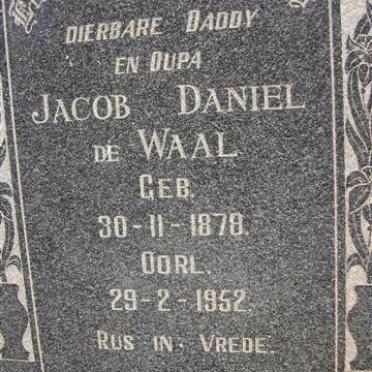 DIERBARE DADDY
EN OUPA
JACOB DANIEL
DE WAAL
GEB.
30-11-1878.
OORL.
29-2-1952.
RUS IN VREDE.